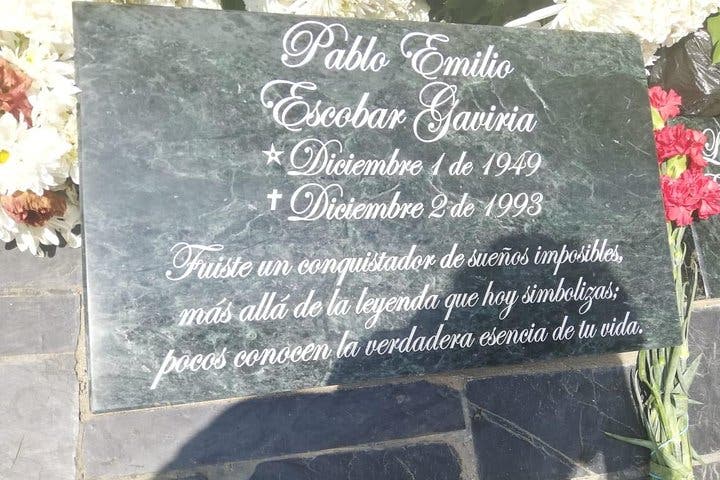 Pablo Emilio
Escobar Gaviria
☆ Diciembre 1 de 1949
✝ Diciembre 2 de 1993
Fuiste un conquistador de sueños imposibles,
más allá de la leyenda que hoy simbolizas;
pocos conocen la verdadera esencia de tu vida.